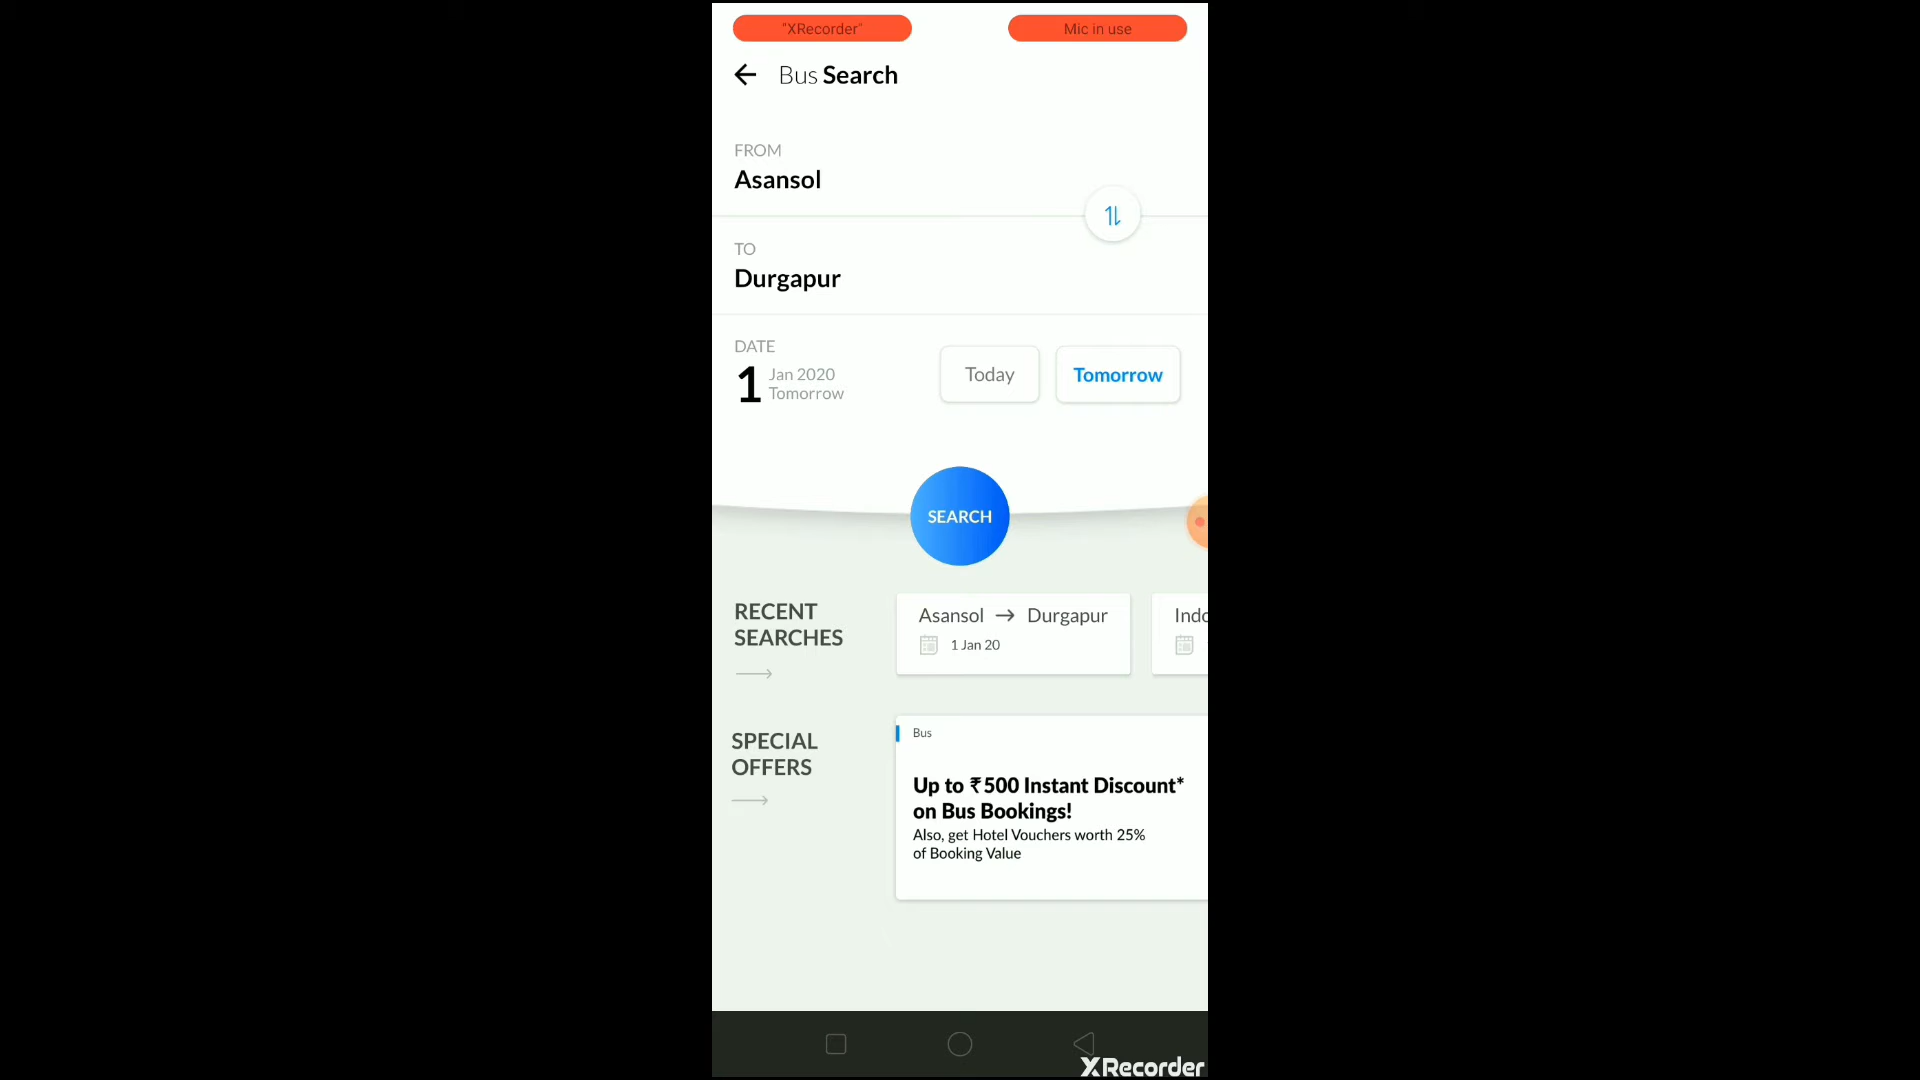 "XRecorder"
Mic in use
Bus Search
FROM
Asansol
TO
Durgapur
DATE
1 Jan 2020
Tomorrow
Today
Tomorrow
SEARCH
RECENT
SEARCHES
Asansol → Durgapur
1 Jan 20
SPECIAL
OFFERS
Bus
Up to ₹500 Instant Discount*
on Bus Bookings!
Also, get Hotel Vouchers worth 25%
of Booking Value
XRecorder